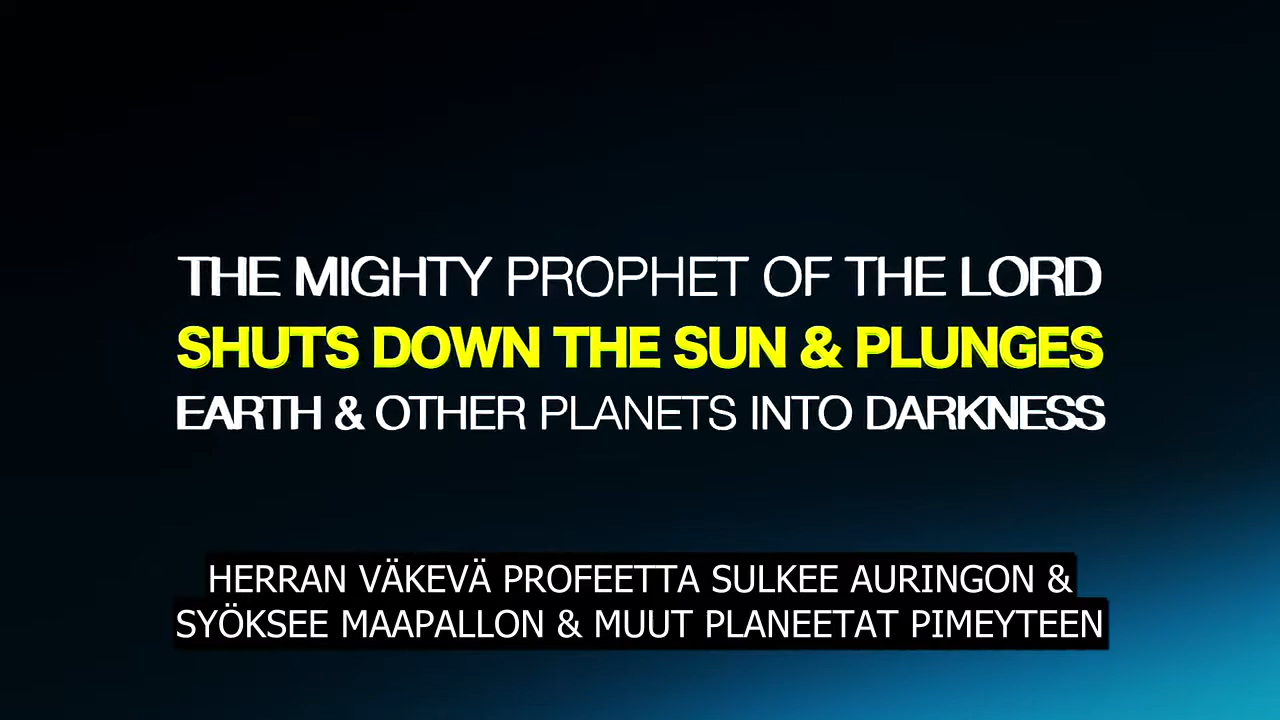 THE MIGHTY PROPHET OF THE LORD
SHUTS DOWN THE SUN & PLUNGES
EARTH & OTHER PLANETS INTO DARKNESS
HERRAN VÄKEVÄ PROFEETTA SULKEE AURINGON &
SYÖKSEE MAAPALLON & MUUT PLANEETAT PIMEYTEEN